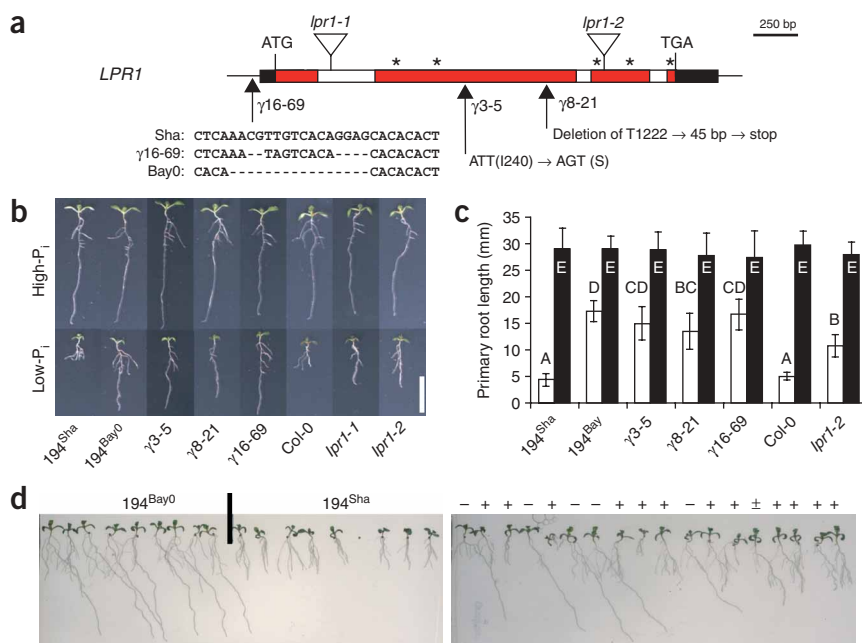 a
lpr1-1
lpr1-2
250 bp
ATG
TGA
* * * * *
LPR1
γ16-69
γ3-5
γ8-21
Sha: CTCAAACGTTGTCACAGGAGCACACACT
γ16-69: CTCAAA--TAGTCACA----CACACACT
Bay0: CACA----------------CACACACT
Deletion of T1222 → 45 bp → stop
ATT(I240) → AGT (S)
b
High-Pi
Low-Pi
194Sha
194Bay0
γ3-5
γ8-21
γ16-69
Col-0
lpr1-1
lpr1-2
c
Primary root length (mm)
35
30
25
20
15
10
5
0
A E D E CD E BC E CD E A E B E
194Sha
194Bay
γ3-5
γ8-21
γ16-69
Col-0
lpr1-2
d
194Bay0 194Sha
– + + – + – – + + + – + + ± + + + +